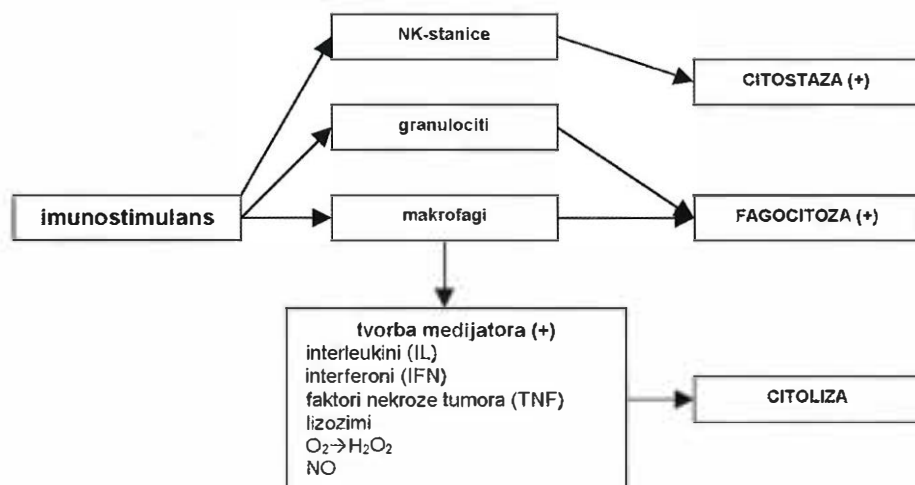 NK-stanice
CITOSTAZA (+)
granulociti
imunostimulans
makrofagi
FAGOCITOZA (+)
tvorba medijatora (+)
interleukini (IL)
interferoni (IFN)
faktori nekroze tumora (TNF)
lizozimi
O₂→H₂O₂
NO
CITOLIZA